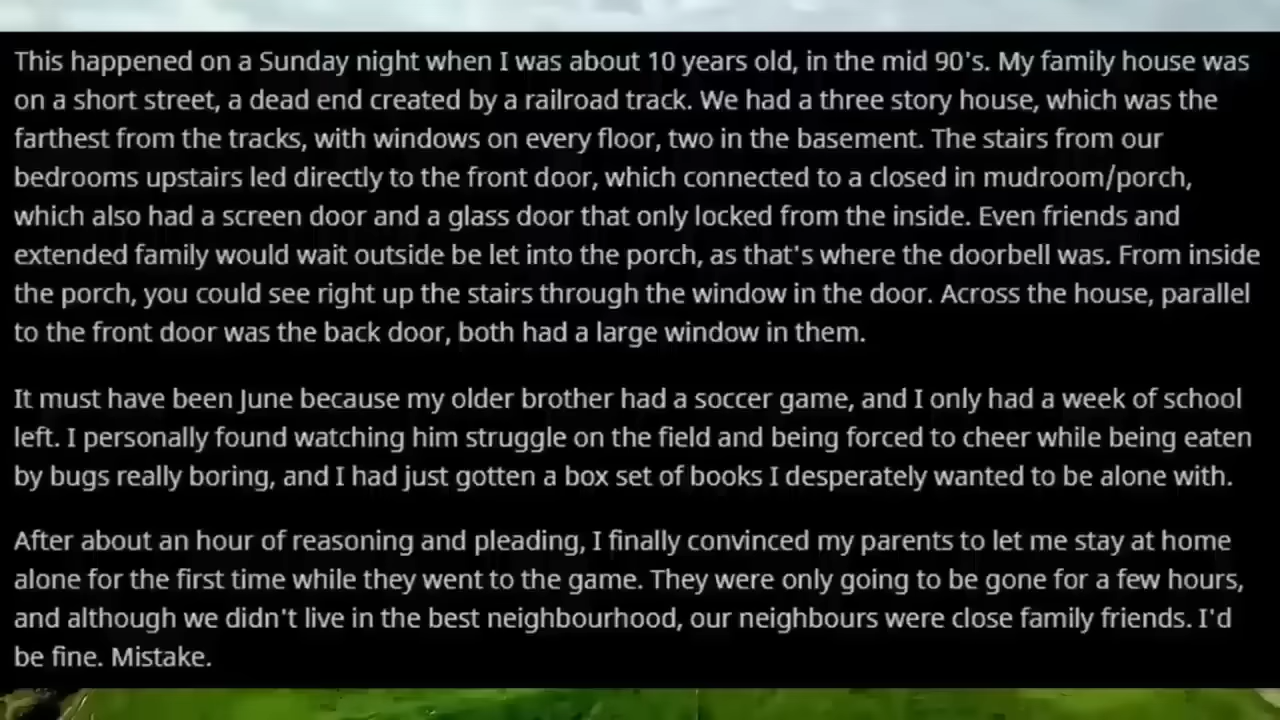 This happened on a Sunday night when I was about 10 years old, in the mid 90's. My family house was
on a short street, a dead end created by a railroad track. We had a three story house, which was the
farthest from the tracks, with windows on every floor, two in the basement. The stairs from our
bedrooms upstairs led directly to the front door, which connected to a closed in mudroom/porch,
which also had a screen door and a glass door that only locked from the inside. Even friends and
extended family would wait outside be let into the porch, as that's where the doorbell was. From inside
the porch, you could see right up the stairs through the window in the door. Across the house, parallel
to the front door was the back door, both had a large window in them.
It must have been June because my older brother had a soccer game, and I only had a week of school
left. I personally found watching him struggle on the field and being forced to cheer while being eaten
by bugs really boring, and I had just gotten a box set of books I desperately wanted to be alone with.
After about an hour of reasoning and pleading, I finally convinced my parents to let me stay at home
alone for the first time while they went to the game. They were only going to be gone for a few hours,
and although we didn't live in the best neighbourhood, our neighbours were close family friends. I'd
be fine. Mistake.